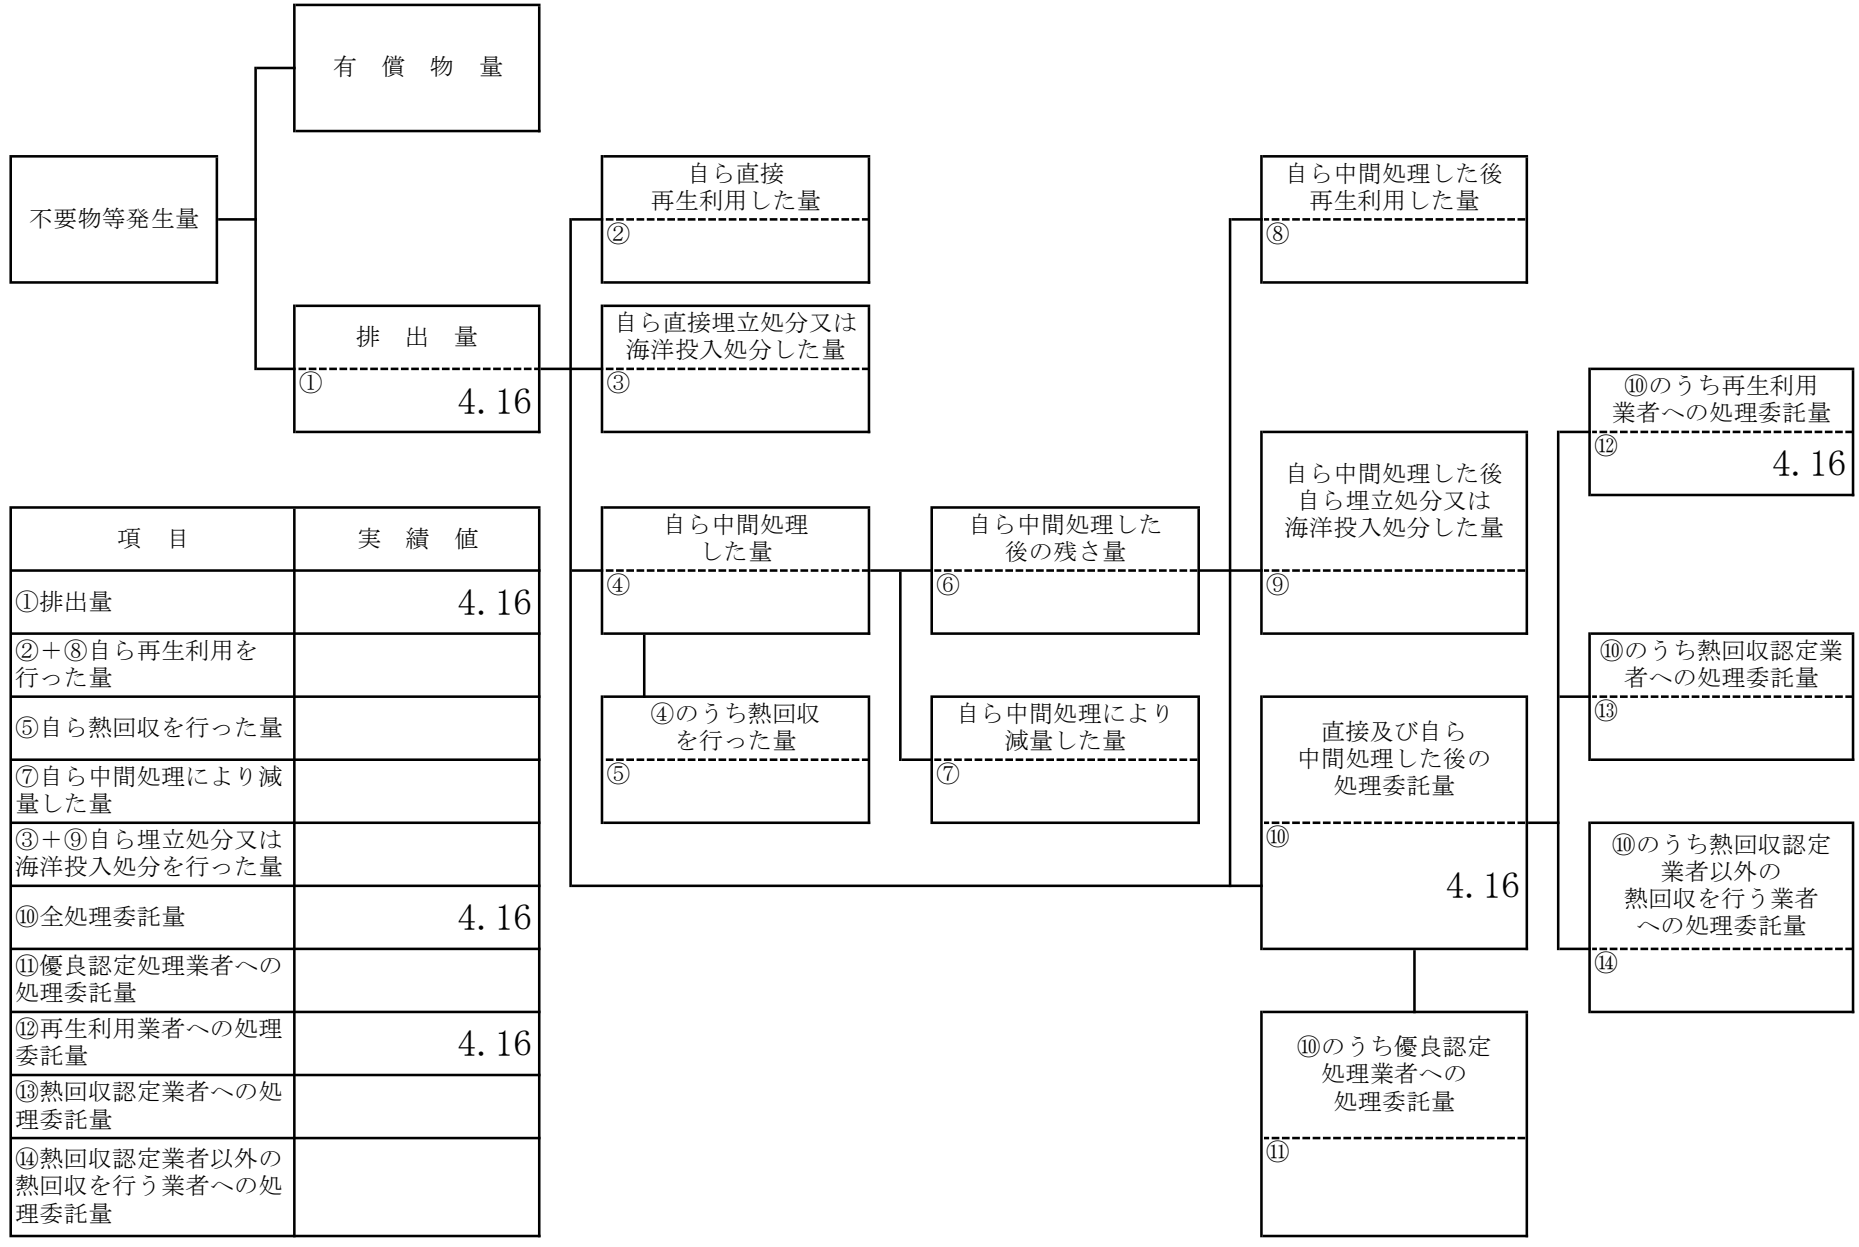 有　償　物　量
不要物等発生量
排　出　量
①
4.16
自ら直接
再生利用した量
②
自ら直接埋立処分又は
海洋投入処分した量
③
自ら中間処理
した量
④
④のうち熱回収
を行った量
⑤
自ら中間処理した
後の残さ量
⑥
自ら中間処理により
減量した量
⑦
自ら中間処理した後
再生利用した量
⑧
自ら中間処理した後
自ら埋立処分又は
海洋投入処分した量
⑨
直接及び自ら
中間処理した後の
処理委託量
⑩
4.16
⑩のうち優良認定
処理業者への
処理委託量
⑪
⑩のうち再生利用
業者への処理委託量
⑫
4.16
⑩のうち熱回収認定業
者への処理委託量
⑬
⑩のうち熱回収認定
業者以外の
熱回収を行う業者
への処理委託量
⑭
項　目
実　績　値
①排出量
4.16
②＋⑧自ら再生利用を
行った量
⑤自ら熱回収を行った量
⑦自ら中間処理により減
量した量
③＋⑨自ら埋立処分又は
海洋投入処分を行った量
⑩全処理委託量
4.16
⑪優良認定処理業者への
処理委託量
⑫再生利用業者への処理
委託量
4.16
⑬熱回収認定業者への処
理委託量
⑭熱回収認定業者以外の
熱回収を行う業者への処
理委託量